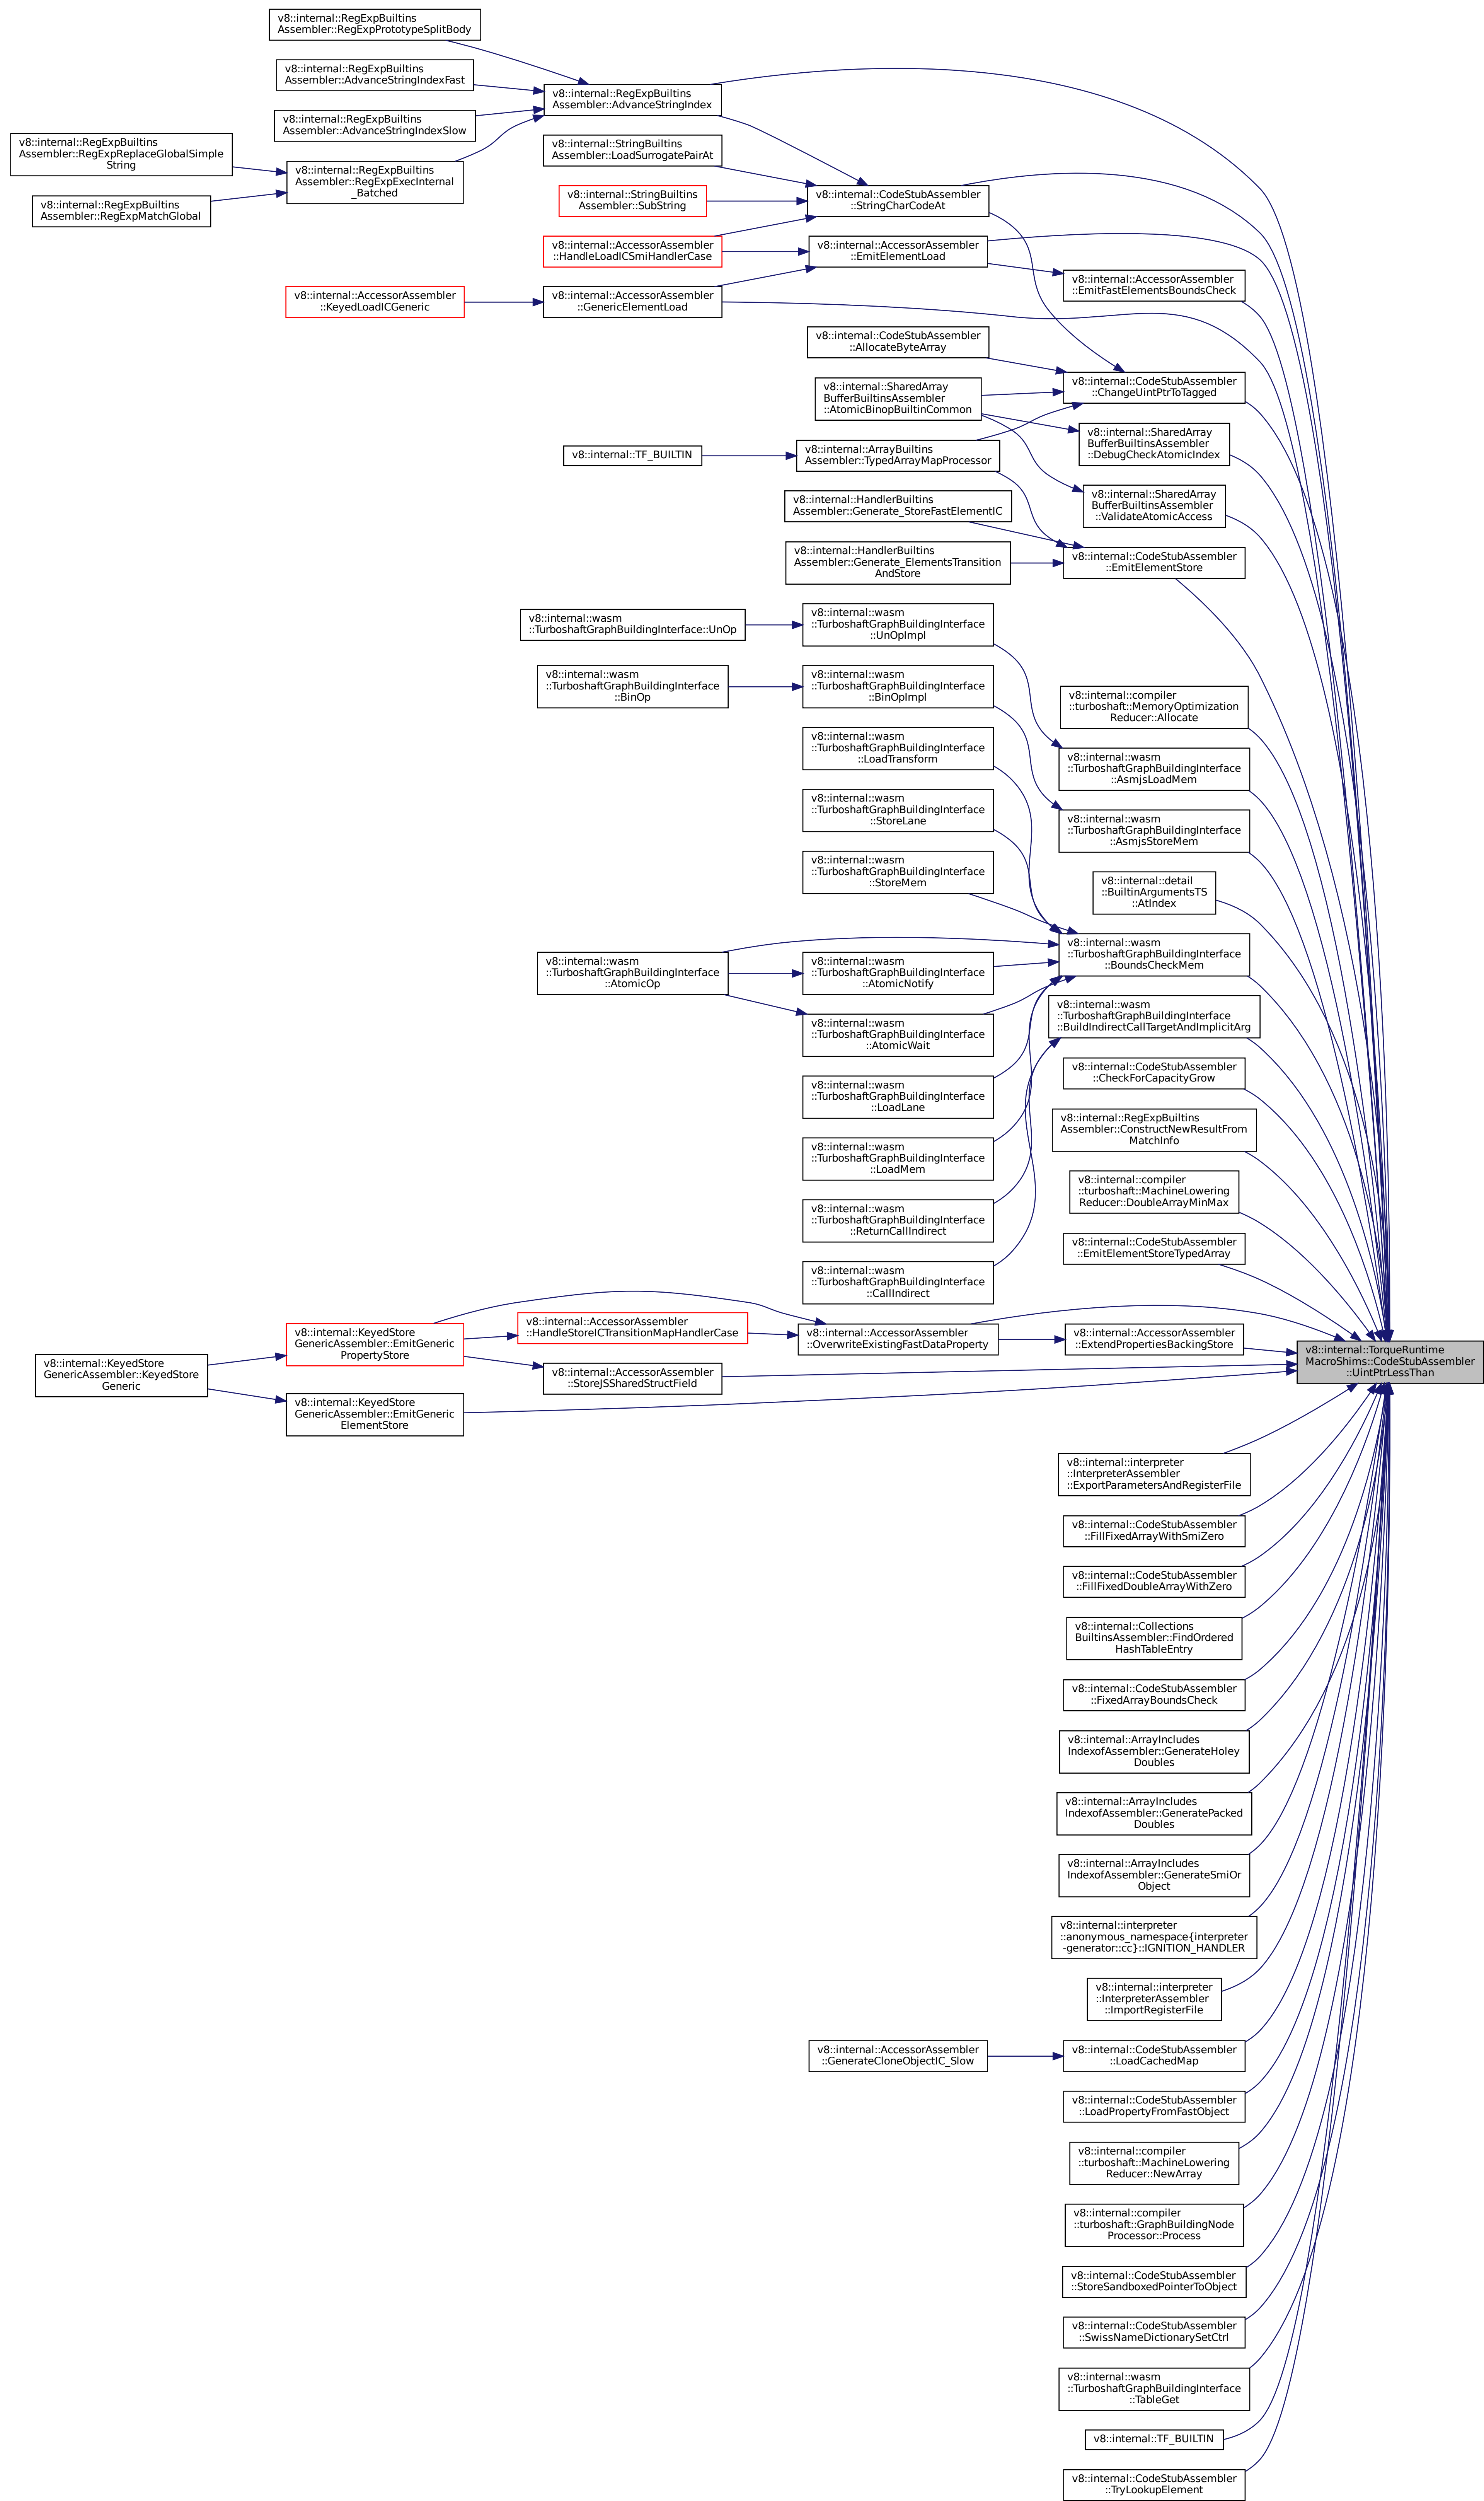 v8::internal::RegExpBuiltins
Assembler::RegExpPrototypeSplitBody
v8::internal::RegExpBuiltins
Assembler::AdvanceStringIndexFast
v8::internal::RegExpBuiltins
Assembler::AdvanceStringIndex
v8::internal::RegExpBuiltins
Assembler::AdvanceStringIndexSlow
v8::internal::RegExpBuiltins
Assembler::RegExpReplaceGlobalSimple
String
v8::internal::StringBuiltins
Assembler::LoadSurrogatePairAt
v8::internal::RegExpBuiltins
Assembler::RegExpExecInternal
_Batched
v8::internal::RegExpBuiltins
Assembler::RegExpMatchGlobal
v8::internal::StringBuiltins
Assembler::SubString
v8::internal::CodeStubAssembler
::StringCharCodeAt
v8::internal::AccessorAssembler
::HandleLoadICSmiHandlerCase
v8::internal::AccessorAssembler
::EmitElementLoad
v8::internal::AccessorAssembler
::EmitFastElementsBoundsCheck
v8::internal::AccessorAssembler
::KeyedLoadICGeneric
v8::internal::AccessorAssembler
::GenericElementLoad
v8::internal::CodeStubAssembler
::AllocateByteArray
v8::internal::CodeStubAssembler
::ChangeUintPtrToTagged
v8::internal::SharedArray
BufferBuiltinsAssembler
::AtomicBinopBuiltinCommon
v8::internal::SharedArray
BufferBuiltinsAssembler
::DebugCheckAtomicIndex
v8::internal::TF_BUILTIN
v8::internal::ArrayBuiltins
Assembler::TypedArrayMapProcessor
v8::internal::SharedArray
BufferBuiltinsAssembler
::ValidateAtomicAccess
v8::internal::HandlerBuiltins
Assembler::Generate_StoreFastElementIC
v8::internal::HandlerBuiltins
Assembler::Generate_ElementsTransition
AndStore
v8::internal::CodeStubAssembler
::EmitElementStore
v8::internal::wasm
::TurboshaftGraphBuildingInterface::UnOp
v8::internal::wasm
::TurboshaftGraphBuildingInterface
::UnOpImpl
v8::internal::wasm
::TurboshaftGraphBuildingInterface
::BinOp
v8::internal::wasm
::TurboshaftGraphBuildingInterface
::BinOpImpl
v8::internal::compiler
::turboshaft::MemoryOptimization
Reducer::Allocate
v8::internal::wasm
::TurboshaftGraphBuildingInterface
::LoadTransform
v8::internal::wasm
::TurboshaftGraphBuildingInterface
::AsmjsLoadMem
v8::internal::wasm
::TurboshaftGraphBuildingInterface
::StoreLane
v8::internal::wasm
::TurboshaftGraphBuildingInterface
::AsmjsStoreMem
v8::internal::wasm
::TurboshaftGraphBuildingInterface
::StoreMem
v8::internal::detail
::BuiltinArgumentsTS
::AtIndex
v8::internal::wasm
::TurboshaftGraphBuildingInterface
::BoundsCheckMem
v8::internal::wasm
::TurboshaftGraphBuildingInterface
::AtomicOp
v8::internal::wasm
::TurboshaftGraphBuildingInterface
::AtomicNotify
v8::internal::wasm
::TurboshaftGraphBuildingInterface
::BuildIndirectCallTargetAndImplicitArg
v8::internal::wasm
::TurboshaftGraphBuildingInterface
::AtomicWait
v8::internal::CodeStubAssembler
::CheckForCapacityGrow
v8::internal::wasm
::TurboshaftGraphBuildingInterface
::LoadLane
v8::internal::RegExpBuiltins
Assembler::ConstructNewResultFrom
MatchInfo
v8::internal::wasm
::TurboshaftGraphBuildingInterface
::LoadMem
v8::internal::compiler
::turboshaft::MachineLowering
Reducer::DoubleArrayMinMax
v8::internal::wasm
::TurboshaftGraphBuildingInterface
::ReturnCallIndirect
v8::internal::CodeStubAssembler
::EmitElementStoreTypedArray
v8::internal::wasm
::TurboshaftGraphBuildingInterface
::CallIndirect
v8::internal::AccessorAssembler
::HandleStoreICTransitionMapHandlerCase
v8::internal::KeyedStore
GenericAssembler::EmitGeneric
PropertyStore
v8::internal::AccessorAssembler
::OverwriteExistingFastDataProperty
v8::internal::AccessorAssembler
::ExtendPropertiesBackingStore
v8::internal::TorqueRuntime
MacroShims::CodeStubAssembler
::UintPtrLessThan
v8::internal::KeyedStore
GenericAssembler::KeyedStore
Generic
v8::internal::AccessorAssembler
::StoreJSSharedStructField
v8::internal::KeyedStore
GenericAssembler::EmitGeneric
ElementStore
v8::internal::interpreter
::InterpreterAssembler
::ExportParametersAndRegisterFile
v8::internal::CodeStubAssembler
::FillFixedArrayWithSmiZero
v8::internal::CodeStubAssembler
::FillFixedDoubleArrayWithZero
v8::internal::Collections
BuiltinsAssembler::FindOrdered
HashTableEntry
v8::internal::CodeStubAssembler
::FixedArrayBoundsCheck
v8::internal::ArrayIncludes
IndexofAssembler::GenerateHoley
Doubles
v8::internal::ArrayIncludes
IndexofAssembler::GeneratePacked
Doubles
v8::internal::ArrayIncludes
IndexofAssembler::GenerateSmiOr
Object
v8::internal::interpreter
::anonymous_namespace{interpreter
-generator::cc}::IGNITION_HANDLER
v8::internal::interpreter
::InterpreterAssembler
::ImportRegisterFile
v8::internal::AccessorAssembler
::GenerateCloneObjectIC_Slow
v8::internal::CodeStubAssembler
::LoadCachedMap
v8::internal::CodeStubAssembler
::LoadPropertyFromFastObject
v8::internal::compiler
::turboshaft::MachineLowering
Reducer::NewArray
v8::internal::compiler
::turboshaft::GraphBuildingNode
Processor::Process
v8::internal::CodeStubAssembler
::StoreSandboxedPointerToObject
v8::internal::CodeStubAssembler
::SwissNameDictionarySetCtrl
v8::internal::wasm
::TurboshaftGraphBuildingInterface
::TableGet
v8::internal::TF_BUILTIN
v8::internal::CodeStubAssembler
::TryLookupElement